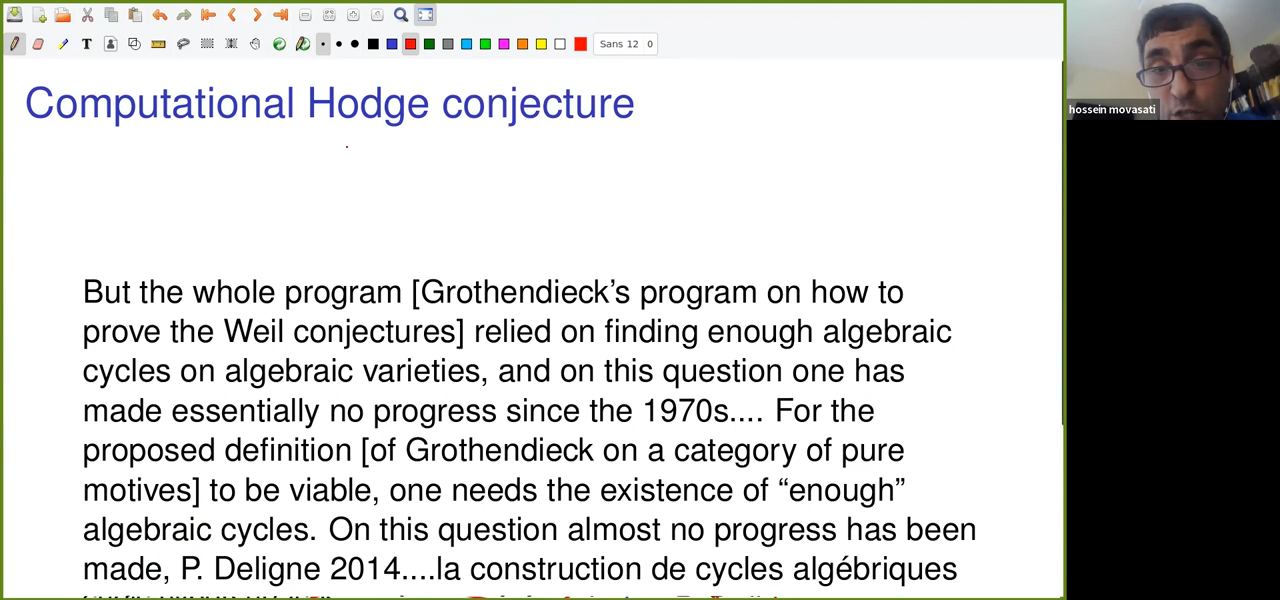 Sans 12 0
hossein movasati
Computational Hodge conjecture
But the whole program [Grothendieck's program on how to
prove the Weil conjectures] relied on finding enough algebraic
cycles on algebraic varieties, and on this question one has
made essentially no progress since the 1970s.... For the
proposed definition [of Grothendieck on a category of pure
motives] to be viable, one needs the existence of “enough”
algebraic cycles. On this question almost no progress has been
made, P. Deligne 2014....la construction de cycles algébriques